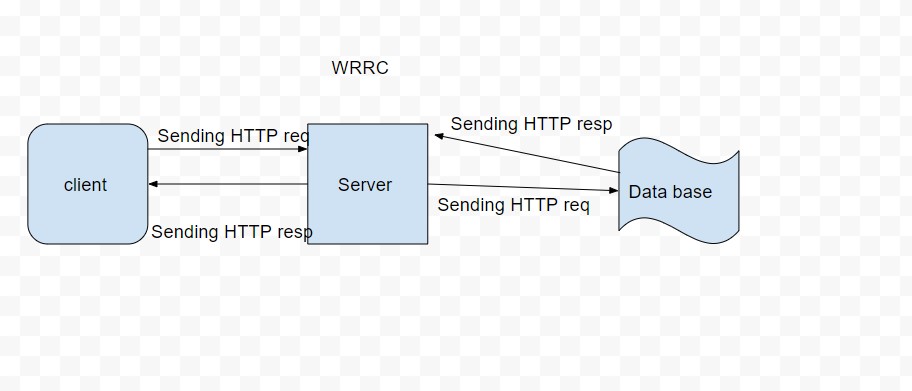 WRRC
Sending HTTP req
Sending HTTP resp
client
Server
Data base
Sending HTTP resp
Sending HTTP req